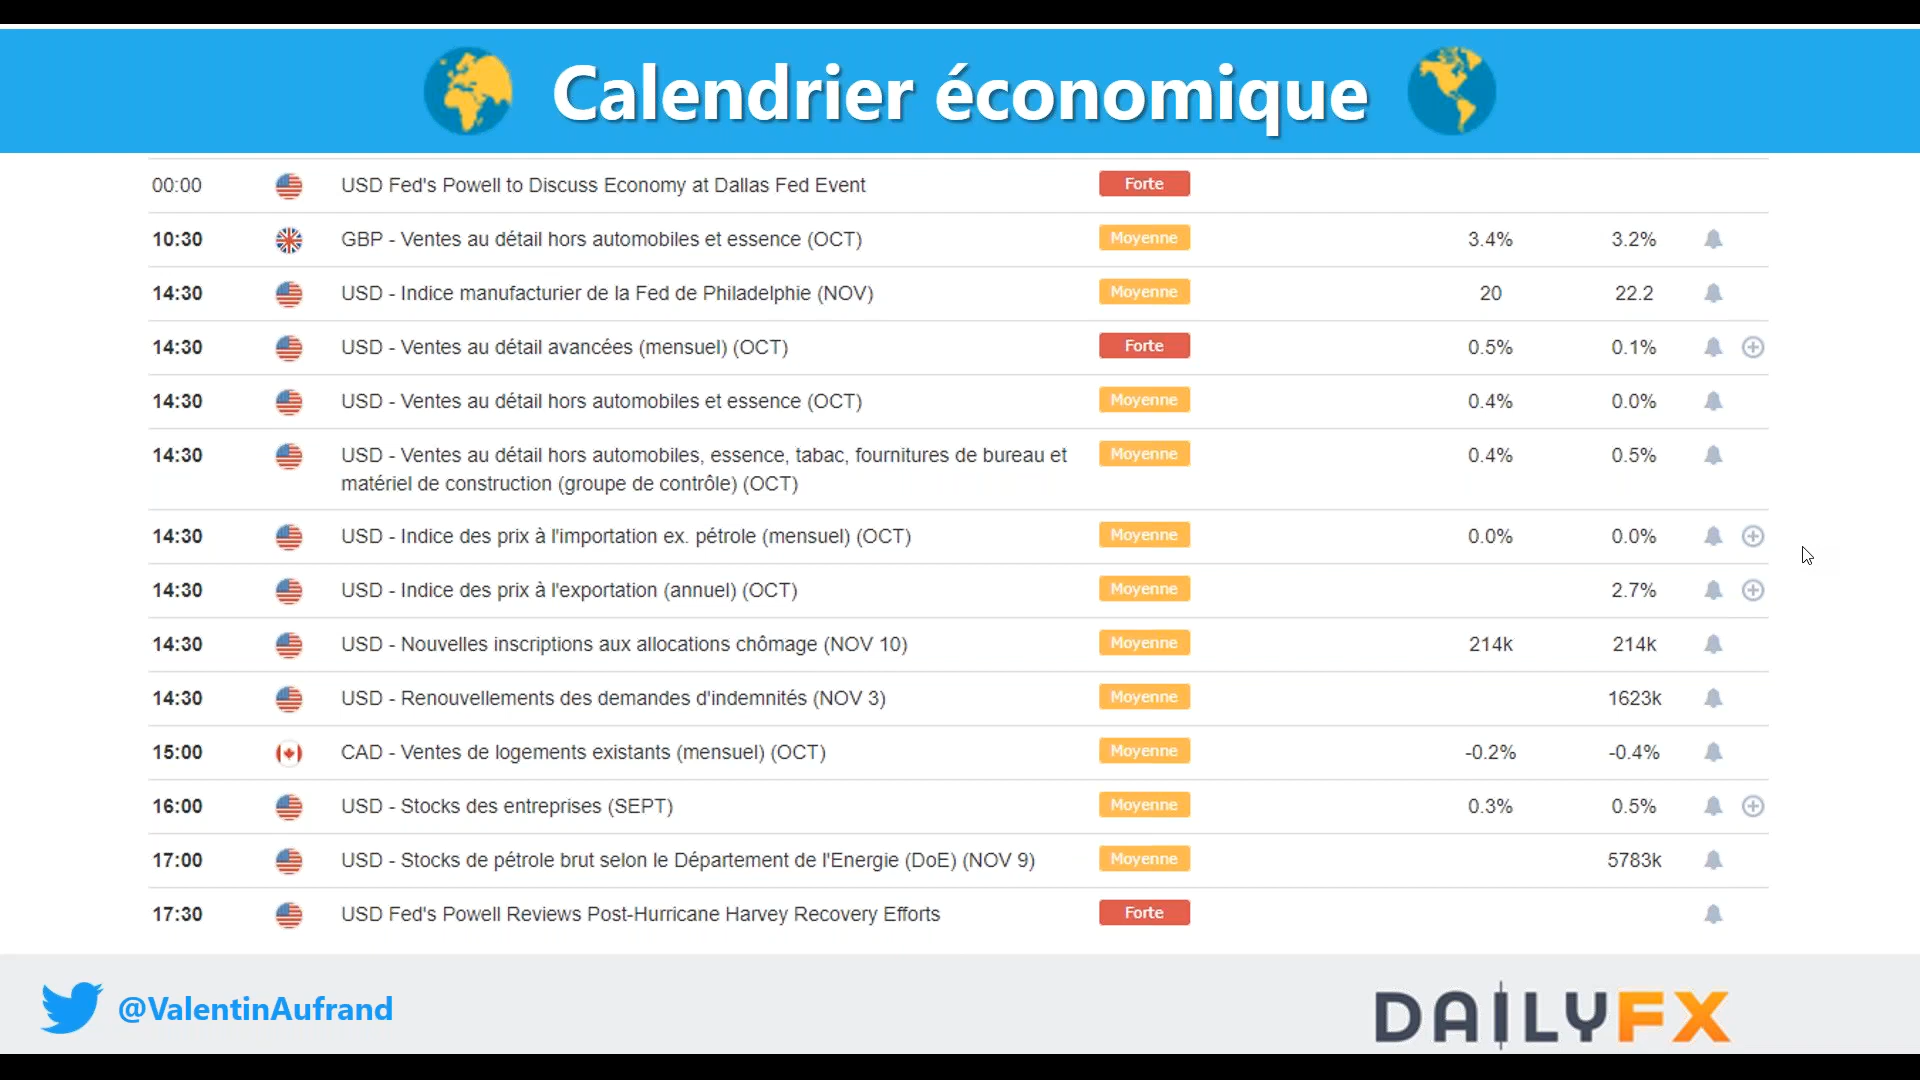 Calendrier économique
00:00 USD Fed's Powell to Discuss Economy at Dallas Fed Event Forte
10:30 GBP - Ventes au détail hors automobiles et essence (OCT) Moyenne 3.4% 3.2%
14:30 USD - Indice manufacturier de la Fed de Philadelphie (NOV) Moyenne 20 22.2
14:30 USD - Ventes au détail avancées (mensuel) (OCT) Forte 0.5% 0.1%
14:30 USD - Ventes au détail hors automobiles et essence (OCT) Moyenne 0.4% 0.0%
14:30 USD - Ventes au détail hors automobiles, essence, tabac, fournitures de bureau et Moyenne 0.4% 0.5%
matériel de construction (groupe de contrôle) (OCT)
14:30 USD - Indice des prix à l'importation ex. pétrole (mensuel) (OCT) Moyenne 0.0% 0.0%
14:30 USD - Indice des prix à l'exportation (annuel) (OCT) Moyenne 2.7%
14:30 USD - Nouvelles inscriptions aux allocations chômage (NOV 10) Moyenne 214k 214k
14:30 USD - Renouvellements des demandes d'indemnités (NOV 3) Moyenne 1623k
15:00 CAD - Ventes de logements existants (mensuel) (OCT) Moyenne -0.2% -0.4%
16:00 USD - Stocks des entreprises (SEPT) Moyenne 0.3% 0.5%
17:00 USD - Stocks de pétrole brut selon le Département de l'Energie (DoE) (NOV 9) Moyenne 5783k
17:30 USD Fed's Powell Reviews Post-Hurricane Harvey Recovery Efforts Forte
@ValentinAufrand
DAILYFX